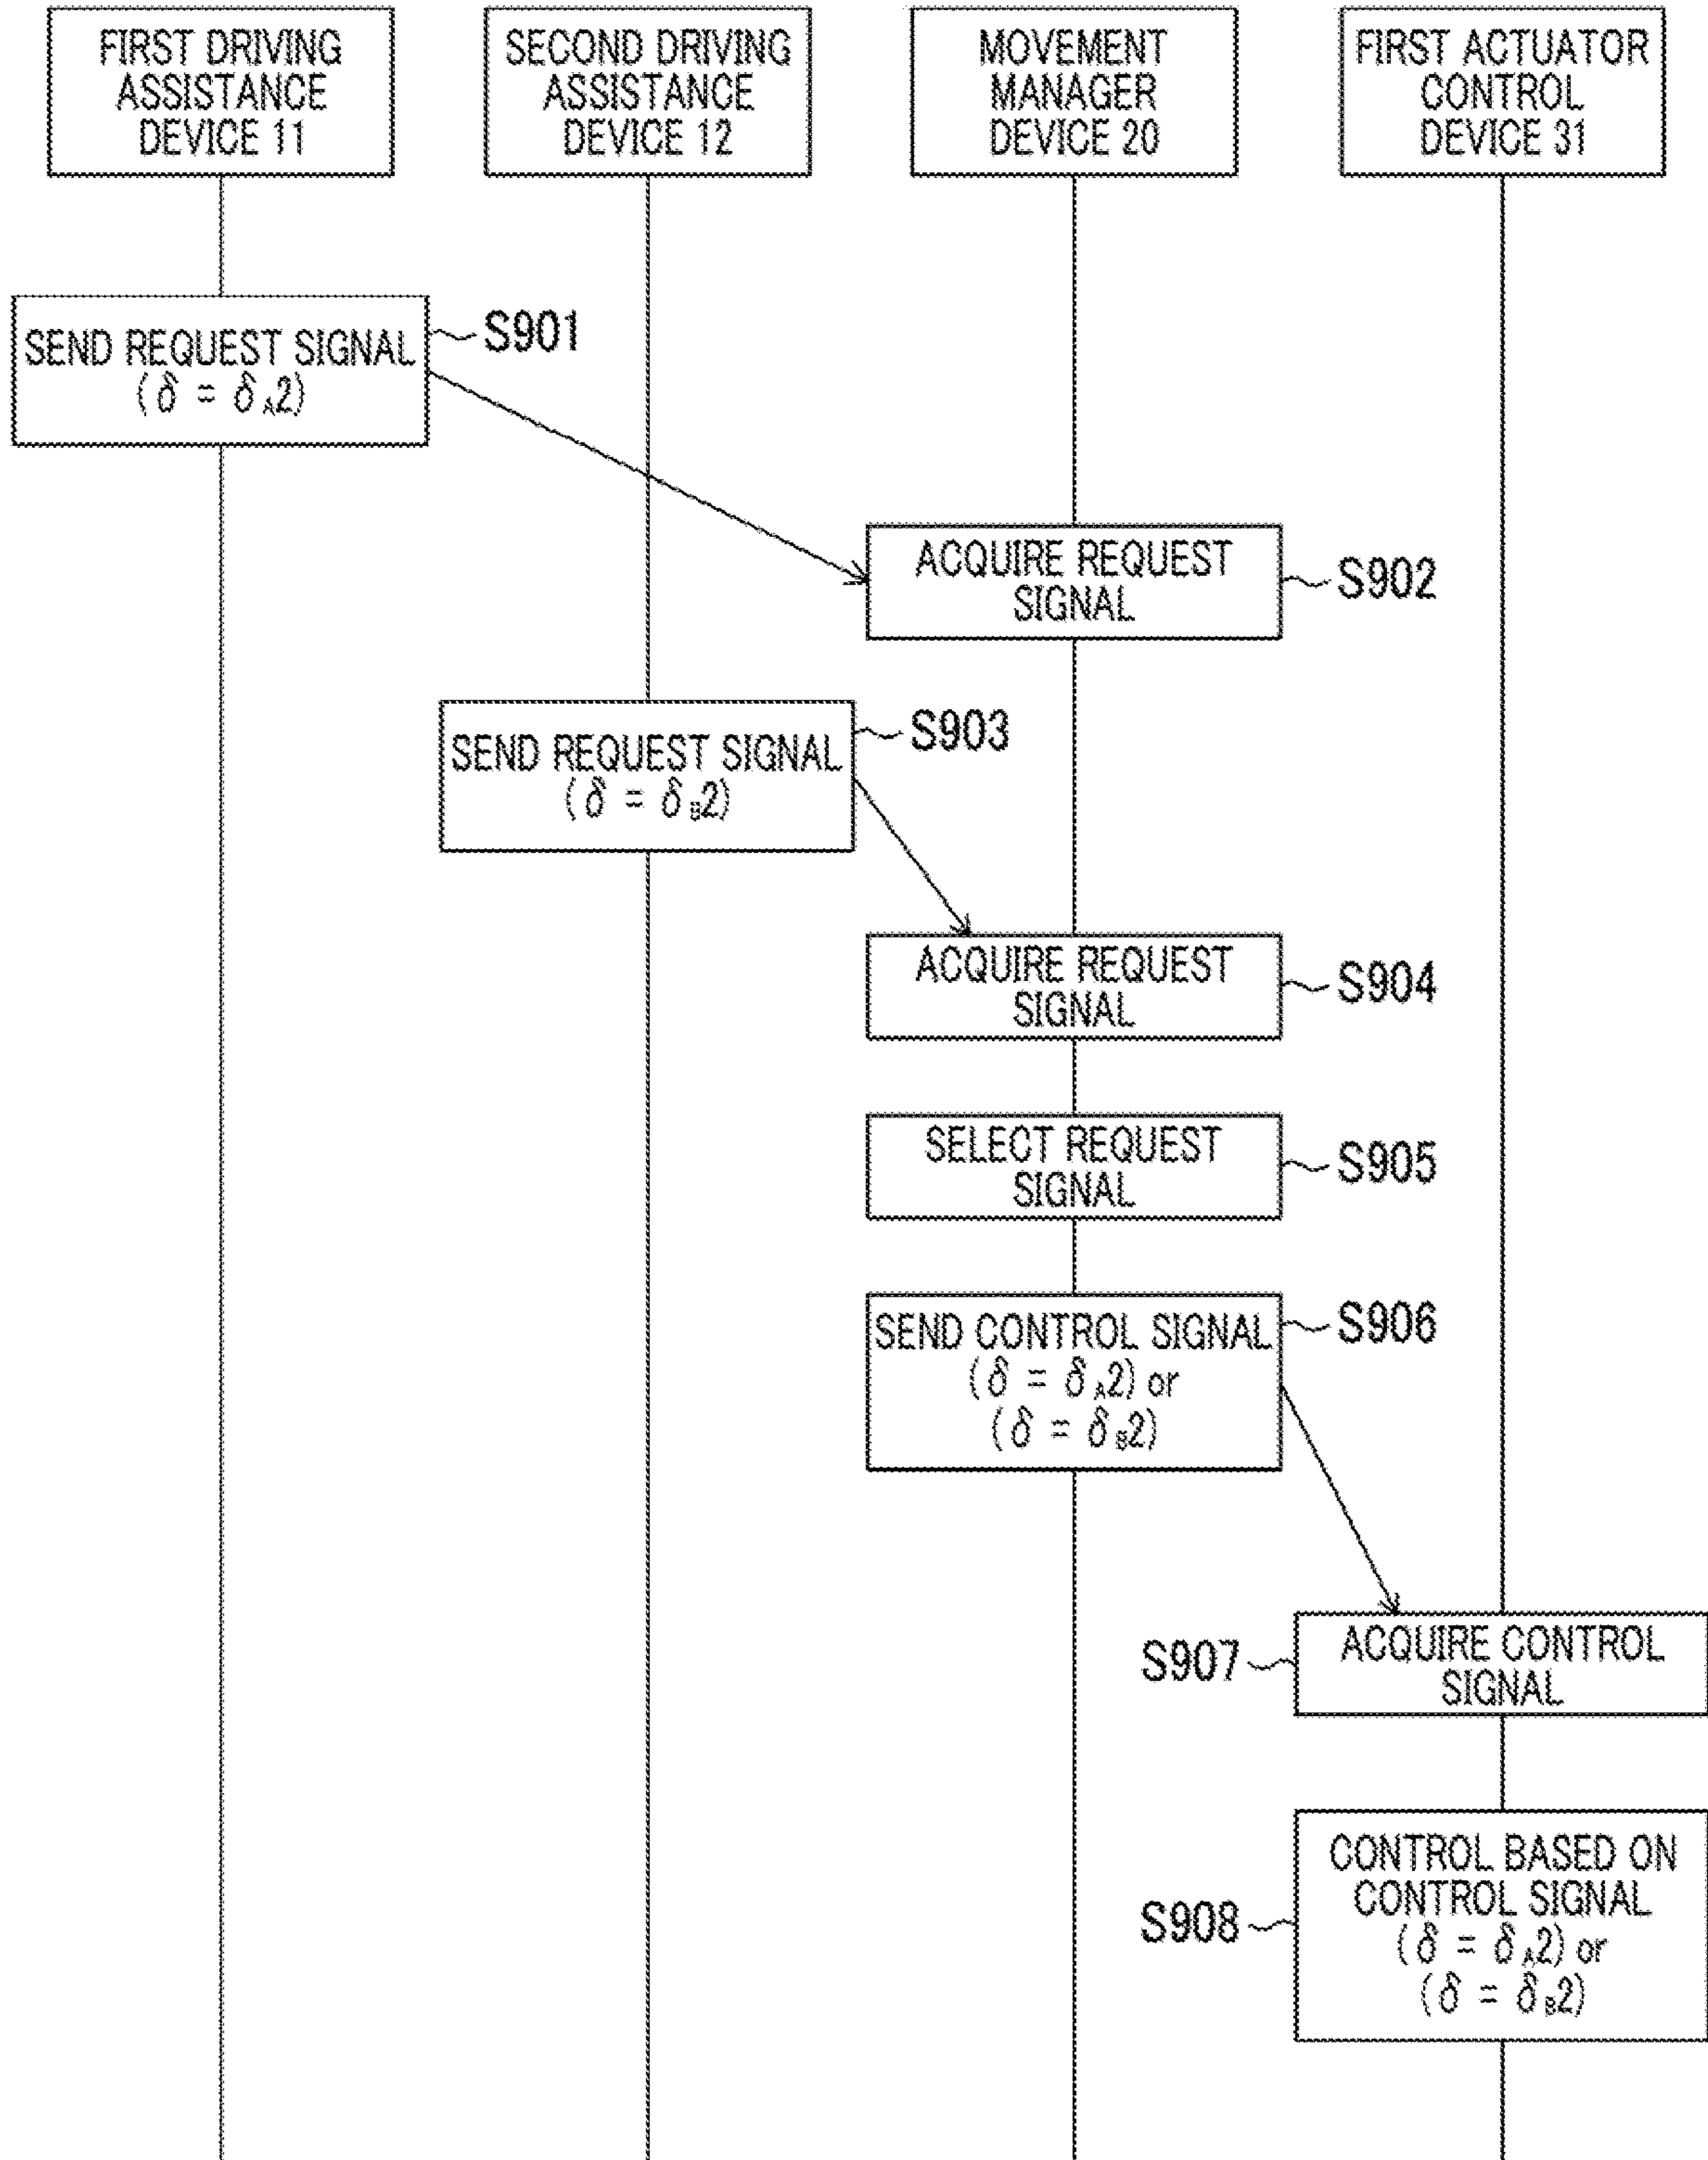 FIRST DRIVING
ASSISTANCE
DEVICE 11
SECOND DRIVING
ASSISTANCE
DEVICE 12
MOVEMENT
MANAGER
DEVICE 20
FIRST ACTUATOR
CONTROL
DEVICE 31
SEND REQUEST SIGNAL
(δ = δA2)
S901
ACQUIRE REQUEST
SIGNAL
S902
SEND REQUEST SIGNAL
(δ = δB2)
S903
ACQUIRE REQUEST
SIGNAL
S904
SELECT REQUEST
SIGNAL
S905
SEND CONTROL SIGNAL
(δ = δA2) or
(δ = δB2)
S906
S907
ACQUIRE CONTROL
SIGNAL
S908
CONTROL BASED ON
CONTROL SIGNAL
(δ = δA2) or
(δ = δB2)